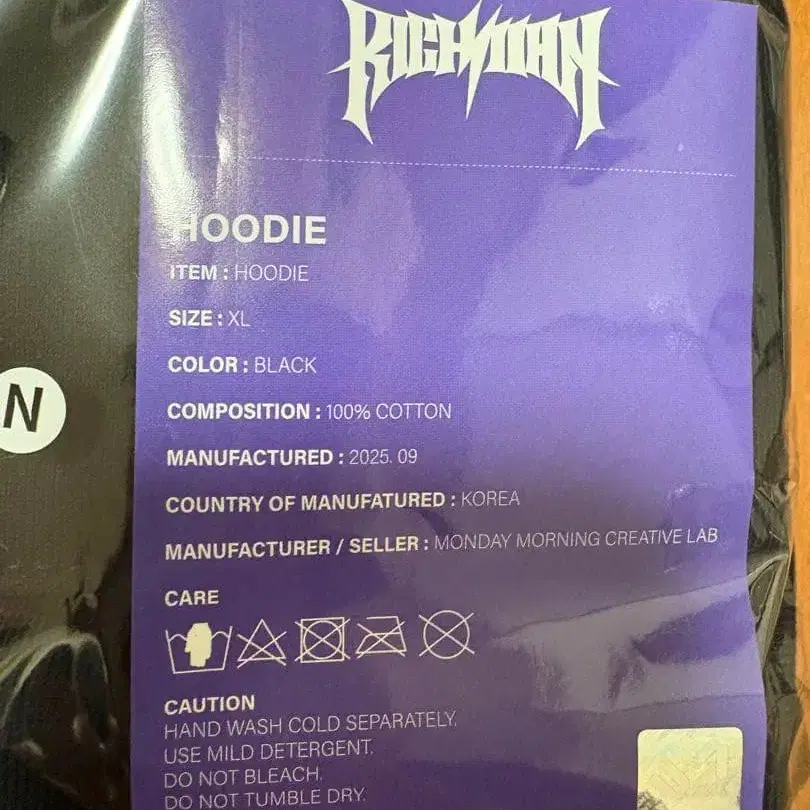 RICHMAN
HOODIE
ITEM : HOODIE
SIZE : XL
COLOR : BLACK
COMPOSITION : 100% COTTON
MANUFACTURED : 2025. 09
COUNTRY OF MANUFATURED : KOREA
MANUFACTURER / SELLER : MONDAY MORNING CREATIVE LAB
N
CARE
CAUTION
HAND WASH COLD SEPARATELY.
USE MILD DETERGENT.
DO NOT BLEACH.
DO NOT TUMBLE DRY.